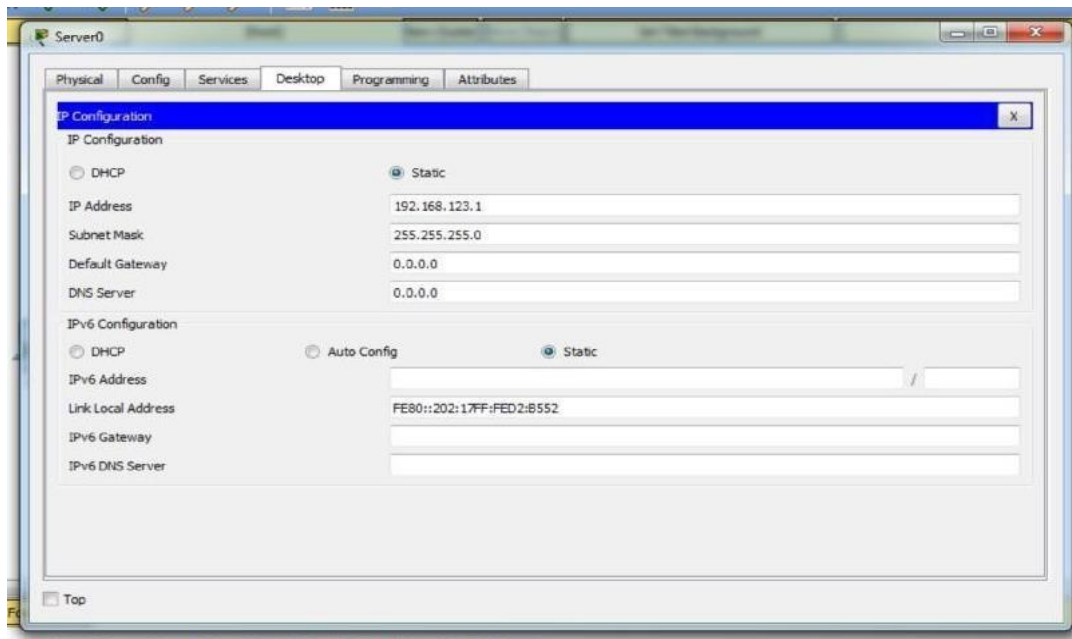 Server0
Physical Config Services Desktop Programming Attributes
IP Configuration X
IP Configuration
DHCP Static
IP Address 192.168.123.1
Subnet Mask 255.255.255.0
Default Gateway 0.0.0.0
DNS Server 0.0.0.0
IPv6 Configuration
DHCP Auto Config Static
IPv6 Address /
Link Local Address FE80::202:17FF:FED2:B552
IPv6 Gateway
IPv6 DNS Server
Top